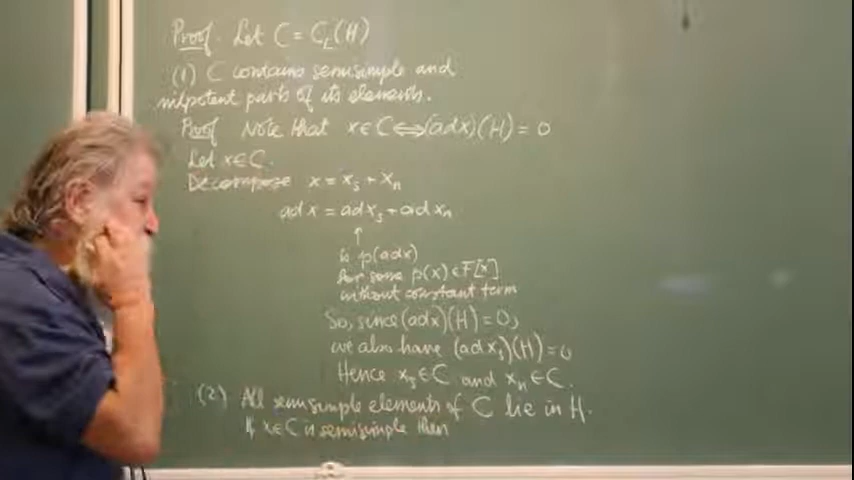 Proof. Let C = C_L(H)
(1) C contains semisimple and
nilpotent parts of its elements.
Proof Note that x ∈ C ⟺ (ad x)(H) = 0
Let x ∈ C.
Decompose x = x_s + x_n
ad x = ad x_s + ad x_n
↑
is p(ad x)
for some p(x) ∈ F[x]
without constant term
So, since (ad x)(H) = 0,
we also have (ad x_s)(H) = 0
Hence x_s ∈ C and x_n ∈ C.
(2) All semisimple elements of C lie in H.
If x ∈ C is semisimple then